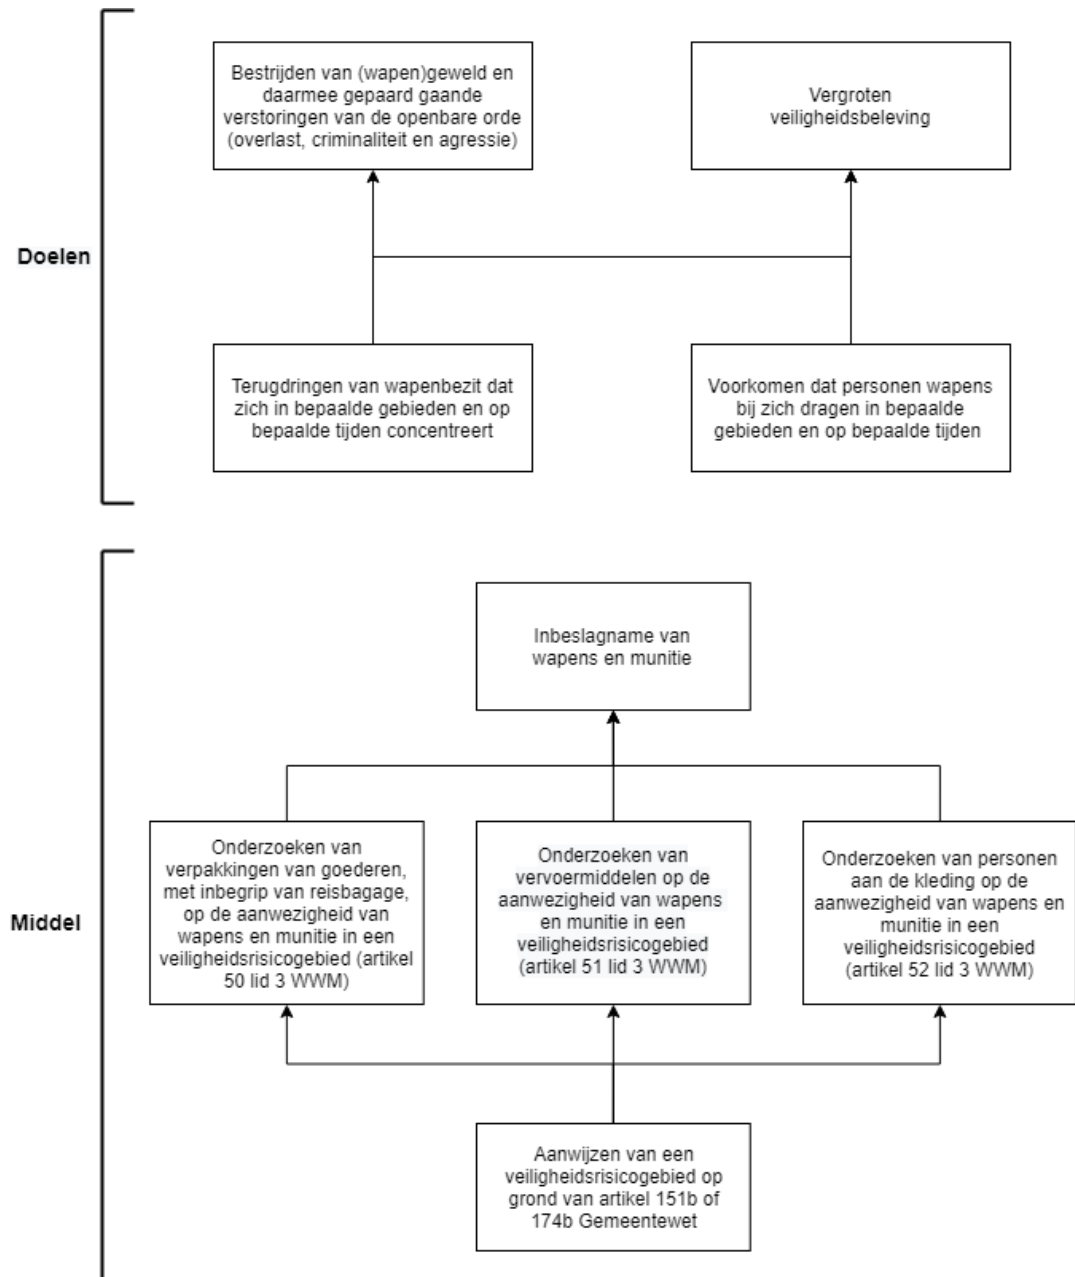 Bestrijden van (wapen)geweld en
daarmee gepaard gaande
verstoringen van de openbare orde
(overlast, criminaliteit en agressie)
Vergroten
veiligheidsbeleving
Doelen
Terugdringen van wapenbezit dat
zich in bepaalde gebieden en op
bepaalde tijden concentreert
Voorkomen dat personen wapens
bij zich dragen in bepaalde
gebieden en op bepaalde tijden
Inbeslagname van
wapens en munitie
Middel
Onderzoeken van
verpakkingen van goederen,
met inbegrip van reisbagage,
op de aanwezigheid van
wapens en munitie in een
veiligheidsrisicogebied (artikel
50 lid 3 WWM)
Onderzoeken van
vervoermiddelen op de
aanwezigheid van wapens
en munitie in een
veiligheidsrisicogebied
(artikel 51 lid 3 WWM)
Onderzoeken van personen
aan de kleding op de
aanwezigheid van wapens en
munitie in een
veiligheidsrisicogebied
(artikel 52 lid 3 WWM)
Aanwijzen van een
veiligheidsrisicogebied op
grond van artikel 151b of
174b Gemeentewet